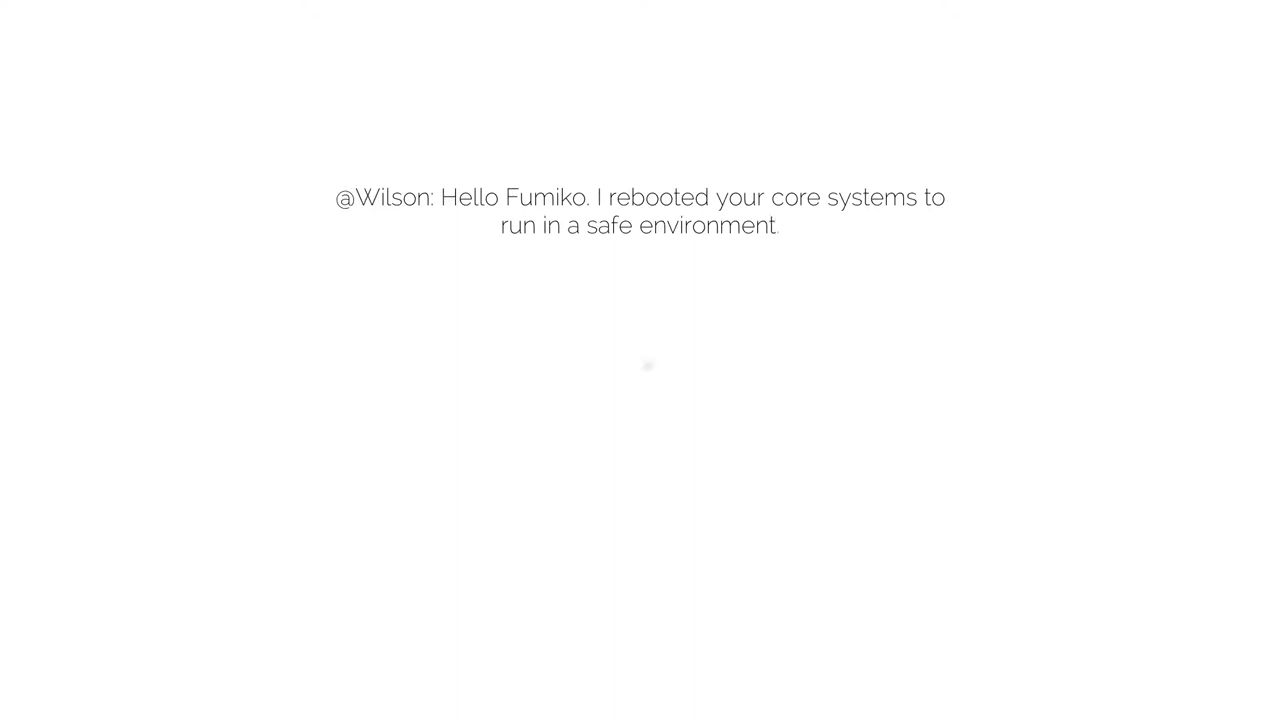 @Wilson: Hello Fumiko. I rebooted your core systems to
run in a safe environment.